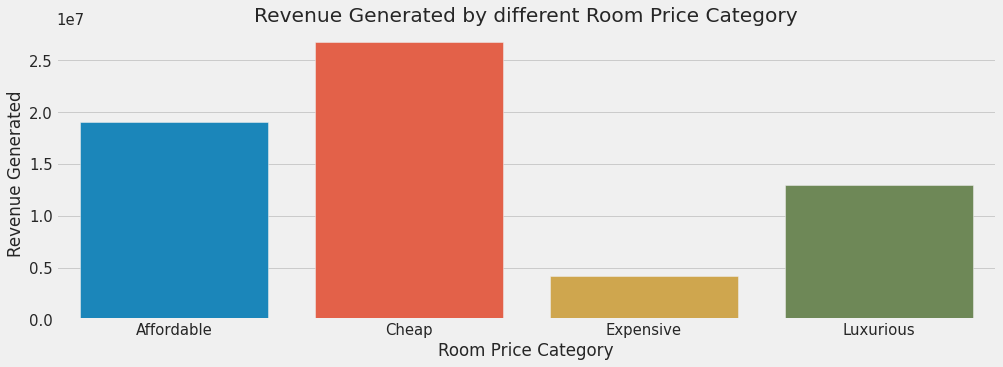 Revenue Generated by different Room Price Category
1e7
2.5
2.0
1.5
1.0
0.5
0.0
Revenue Generated
Affordable
Cheap
Expensive
Luxurious
Room Price Category